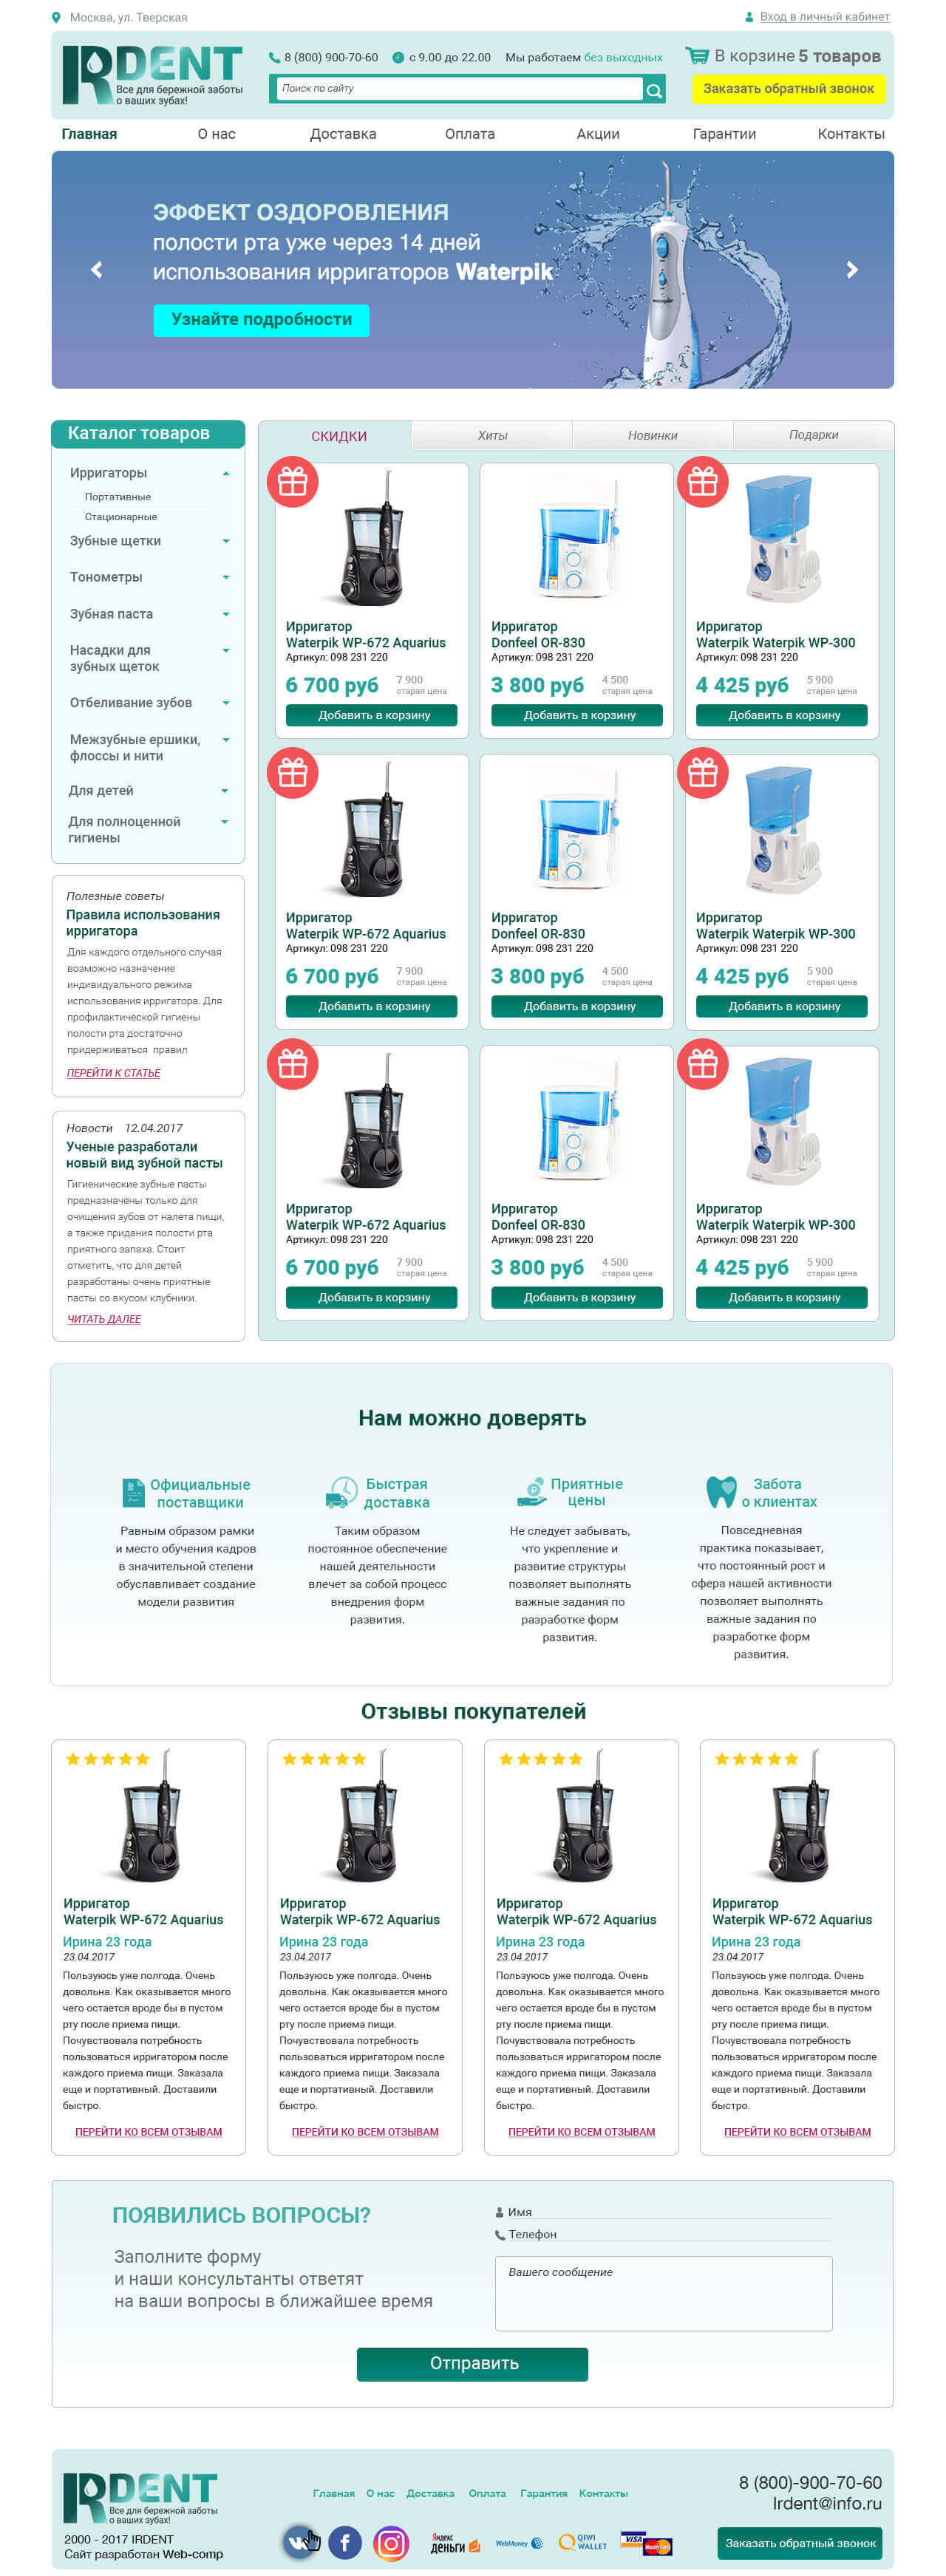 Москва, ул. Тверская
Вход в личный кабинет
IRDENT
Все для бережной заботы
о ваших зубах!
8 (800) 900-70-60
с 9.00 до 22.00
Мы работаем без выходных
В корзине 5 товаров
Поиск по сайту
Заказать обратный звонок
Главная
О нас
Доставка
Оплата
Акции
Гарантии
Контакты
ЭФФЕКТ ОЗДОРОВЛЕНИЯ
полости рта уже через 14 дней
использования ирригаторов Waterpik
Узнайте подробности
Каталог товаров
Ирригаторы
Портативные
Стационарные
Зубные щетки
Тонометры
Зубная паста
Насадки для
зубных щеток
Отбеливание зубов
Межзубные ершики,
флоссы и нити
Для детей
Для полноценной
гигиены
Полезные советы
Правила использования
ирригатора
Для каждого отдельного случая
возможно назначение
индивидуального режима
использования ирригатора. Для
профилактической гигиены
полости рта достаточно
придерживаться правил
ПЕРЕЙТИ К СТАТЬЕ
Новости 12.04.2017
Ученые разработали
новый вид зубной пасты
Гигиенические зубные пасты
предназначены только для
очищения зубов от налета пищи,
а также придания полости рта
приятного запаха. Стоит
отметить, что для детей
разработаны очень приятные
пасты со вкусом клубники.
ЧИТАТЬ ДАЛЕЕ
СКИДКИ
Хиты
Новинки
Подарки
Ирригатор
Waterpik WP-672 Aquarius
Артикул: 098 231 220
6 700 руб
7 900
старая цена
Добавить в корзину
Ирригатор
Donfeel OR-830
Артикул: 098 231 220
3 800 руб
4 500
старая цена
Добавить в корзину
Ирригатор
Waterpik Waterpik WP-300
Артикул: 098 231 220
4 425 руб
5 900
старая цена
Добавить в корзину
Ирригатор
Waterpik WP-672 Aquarius
Артикул: 098 231 220
6 700 руб
7 900
старая цена
Добавить в корзину
Ирригатор
Donfeel OR-830
Артикул: 098 231 220
3 800 руб
4 500
старая цена
Добавить в корзину
Ирригатор
Waterpik Waterpik WP-300
Артикул: 098 231 220
4 425 руб
5 900
старая цена
Добавить в корзину
Ирригатор
Waterpik WP-672 Aquarius
Артикул: 098 231 220
6 700 руб
7 900
старая цена
Добавить в корзину
Ирригатор
Donfeel OR-830
Артикул: 098 231 220
3 800 руб
4 500
старая цена
Добавить в корзину
Ирригатор
Waterpik Waterpik WP-300
Артикул: 098 231 220
4 425 руб
5 900
старая цена
Добавить в корзину
Нам можно доверять
Официальные
поставщики
Равным образом рамки
и место обучения кадров
в значительной степени
обуславливает создание
модели развития
Быстрая
доставка
Таким образом
постоянное обеспечение
нашей деятельности
влечет за собой процесс
внедрения форм
развития.
Приятные
цены
Не следует забывать,
что укрепление и
развитие структуры
позволяет выполнять
важные задания по
разработке форм
развития.
Забота
о клиентах
Повседневная
практика показывает,
что постоянный рост и
сфера нашей активности
позволяет выполнять
важные задания по
разработке форм
развития.
Отзывы покупателей
Ирригатор
Waterpik WP-672 Aquarius
Ирина 23 года
23.04.2017
Пользуюсь уже полгода. Очень
довольна. Как оказывается много
чего остается вроде бы в пустом
рту после приема пищи.
Почувствовала потребность
пользоваться ирригатором после
каждого приема пищи. Заказала
еще и портативный. Доставили
быстро.
ПЕРЕЙТИ КО ВСЕМ ОТЗЫВАМ
Ирригатор
Waterpik WP-672 Aquarius
Ирина 23 года
23.04.2017
Пользуюсь уже полгода. Очень
довольна. Как оказывается много
чего остается вроде бы в пустом
рту после приема пищи.
Почувствовала потребность
пользоваться ирригатором после
каждого приема пищи. Заказала
еще и портативный. Доставили
быстро.
ПЕРЕЙТИ КО ВСЕМ ОТЗЫВАМ
Ирригатор
Waterpik WP-672 Aquarius
Ирина 23 года
23.04.2017
Пользуюсь уже полгода. Очень
довольна. Как оказывается много
чего остается вроде бы в пустом
рту после приема пищи.
Почувствовала потребность
пользоваться ирригатором после
каждого приема пищи. Заказала
еще и портативный. Доставили
быстро.
ПЕРЕЙТИ КО ВСЕМ ОТЗЫВАМ
Ирригатор
Waterpik WP-672 Aquarius
Ирина 23 года
23.04.2017
Пользуюсь уже полгода. Очень
довольна. Как оказывается много
чего остается вроде бы в пустом
рту после приема пищи.
Почувствовала потребность
пользоваться ирригатором после
каждого приема пищи. Заказала
еще и портативный. Доставили
быстро.
ПЕРЕЙТИ КО ВСЕМ ОТЗЫВАМ
ПОЯВИЛИСЬ ВОПРОСЫ?
Заполните форму
и наши консультанты ответят
на ваши вопросы в ближайшее время
Имя
Телефон
Вашего сообщение
Отправить
IRDENT
Все для бережной заботы
о ваших зубах!
2000 - 2017 IRDENT
Сайт разработан Web-comp
Главная
О нас
Доставка
Оплата
Гарантия
Контакты
Яндекс
деньги
WebMoney
QIWI
WALLET
VISA
MasterCard
8 (800)-900-70-60
Irdent@info.ru
Заказать обратный звонок